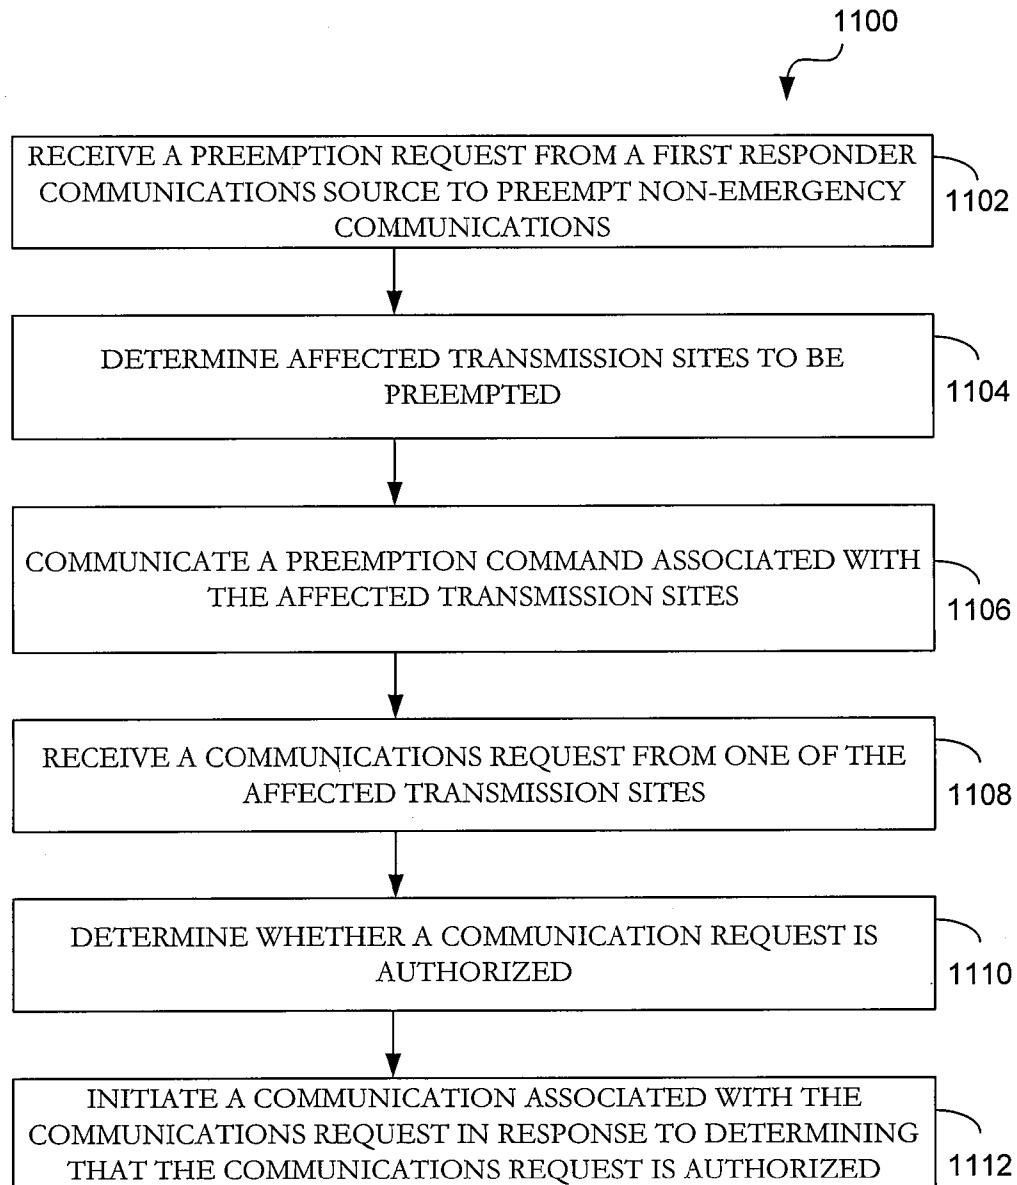 1100
RECEIVE A PREEMPTION REQUEST FROM A FIRST RESPONDER
COMMUNICATIONS SOURCE TO PREEMPT NON-EMERGENCY
COMMUNICATIONS
1102
DETERMINE AFFECTED TRANSMISSION SITES TO BE
PREEMPTED
1104
COMMUNICATE A PREEMPTION COMMAND ASSOCIATED WITH
THE AFFECTED TRANSMISSION SITES
1106
RECEIVE A COMMUNICATIONS REQUEST FROM ONE OF THE
AFFECTED TRANSMISSION SITES
1108
DETERMINE WHETHER A COMMUNICATION REQUEST IS
AUTHORIZED
1110
INITIATE A COMMUNICATION ASSOCIATED WITH THE
COMMUNICATIONS REQUEST IN RESPONSE TO DETERMINING
THAT THE COMMUNICATIONS REQUEST IS AUTHORIZED
1112